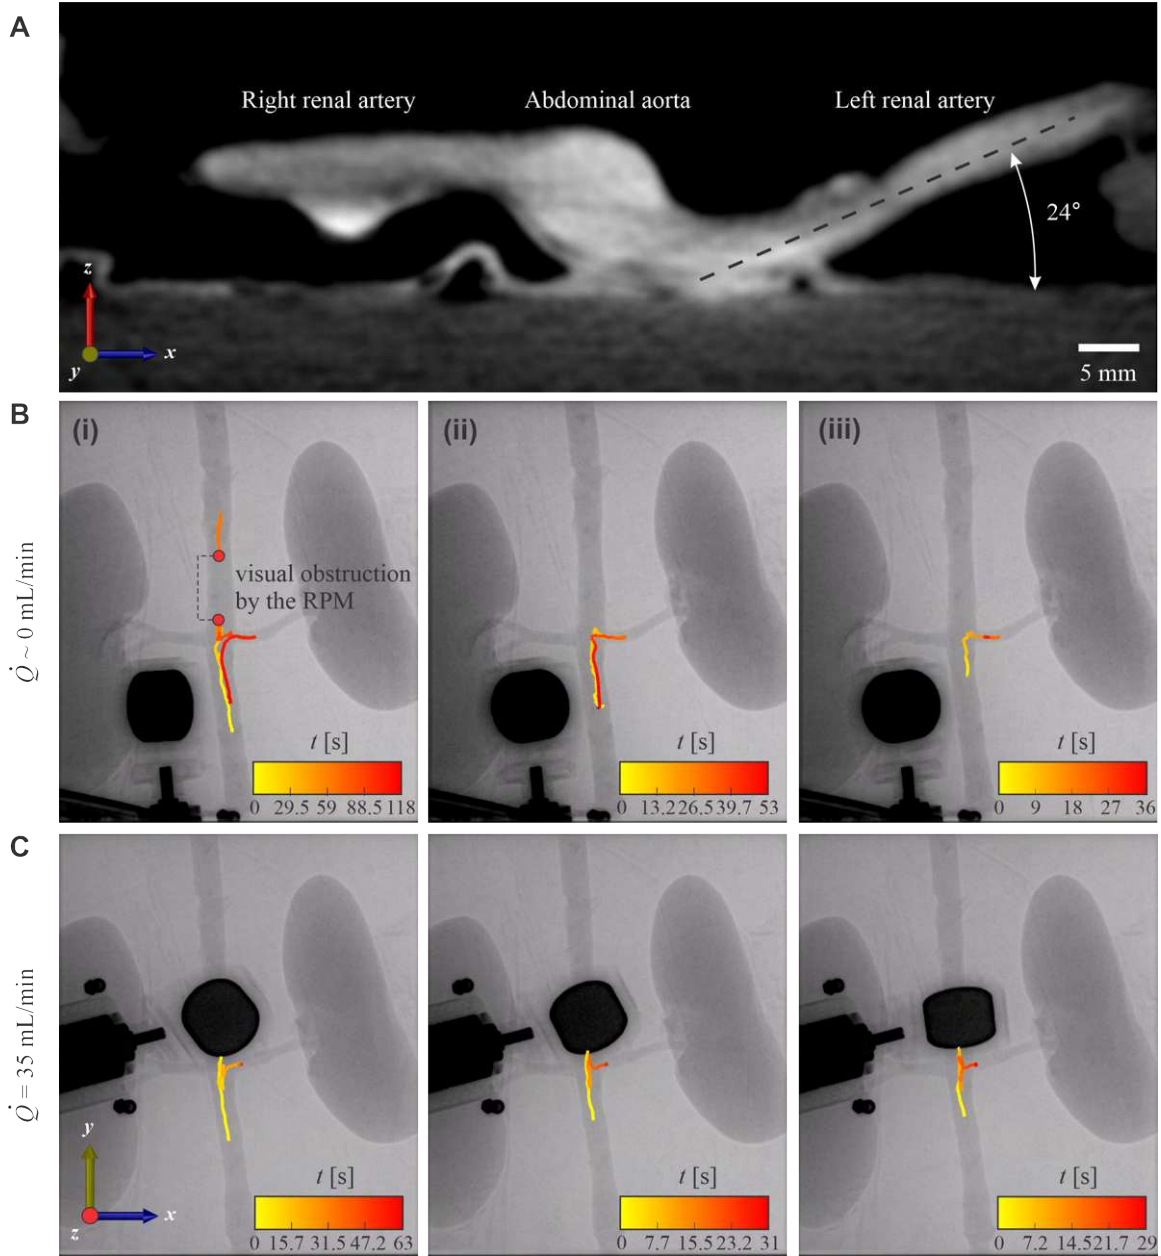 A
Right renal artery
Abdominal aorta
Left renal artery
24°
z
x
y
5 mm
B
(i)
(ii)
(iii)
Q̇ ~ 0 mL/min
visual obstruction
by the RPM
t [s]
0 29.5 59 88.5 118
t [s]
0 13.2 26.5 39.7 53
t [s]
0 9 18 27 36
C
Q̇ = 35 mL/min
y
z
x
t [s]
0 15.7 31.5 47.2 63
t [s]
0 7.7 15.5 23.2 31
t [s]
0 7.2 14.5 21.7 29